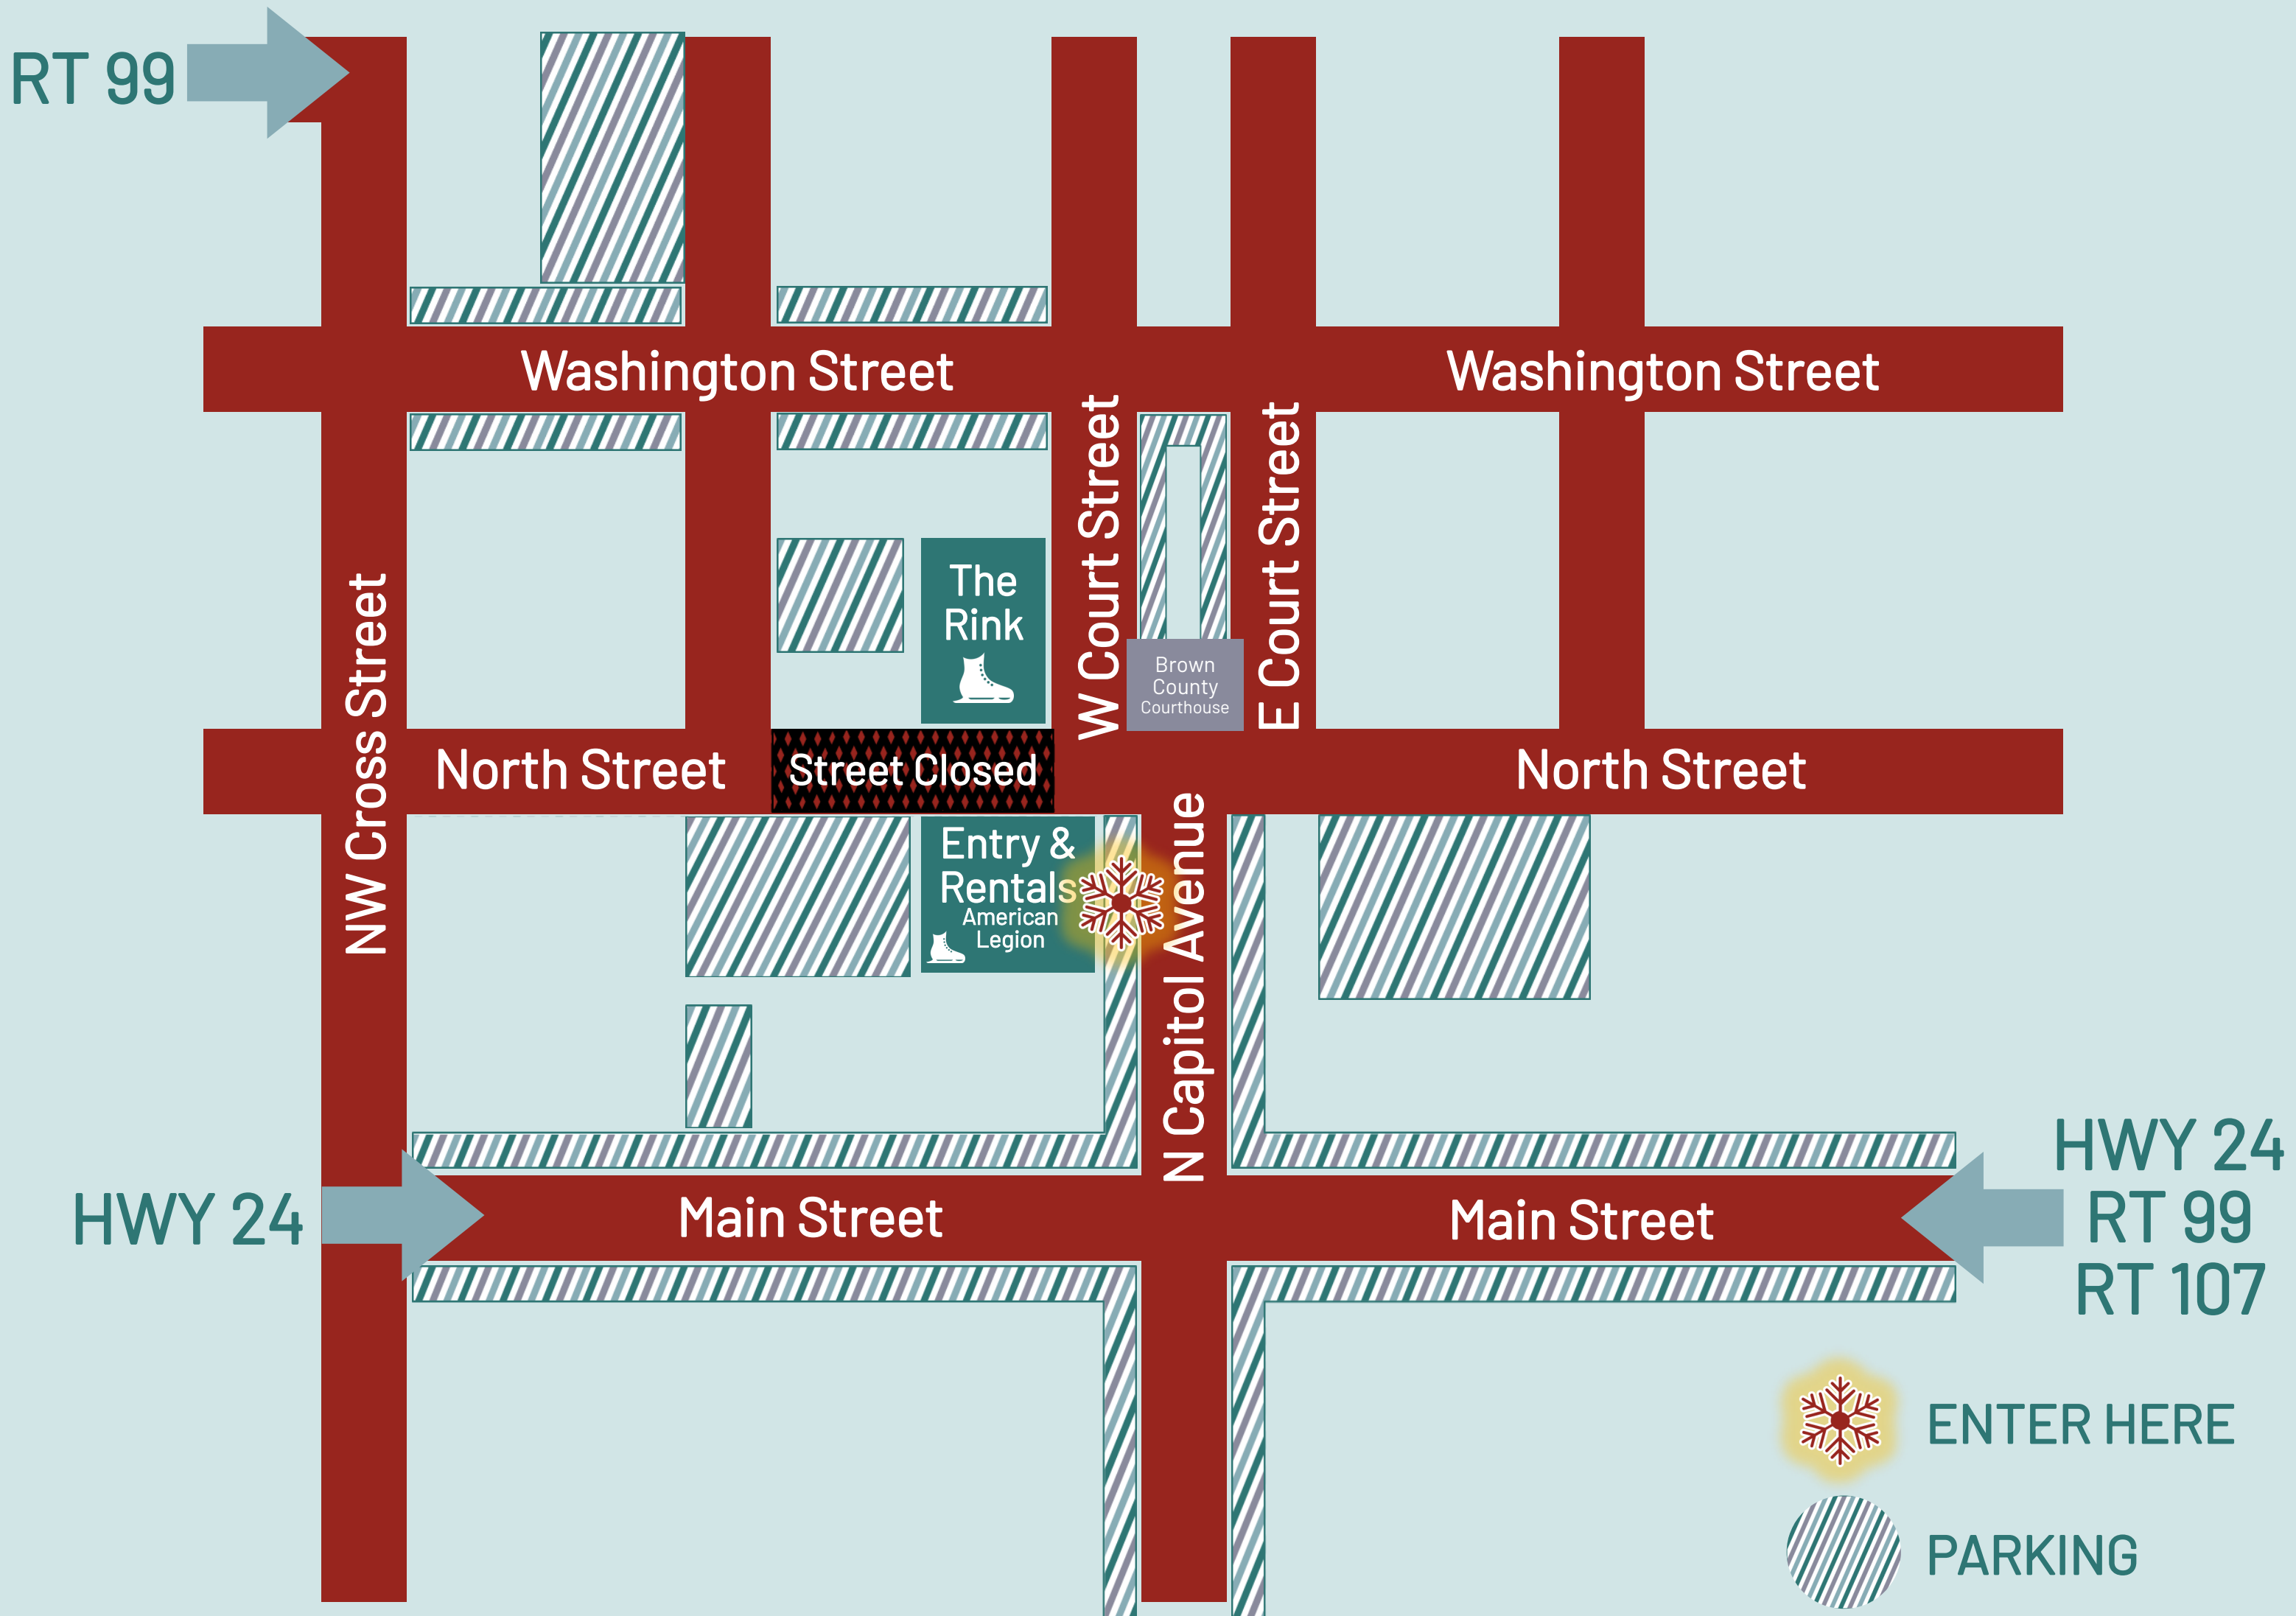 RT 99
Washington Street
Washington Street
W Court Street
E Court Street
The
Rink
Brown
County
Courthouse
NW Cross Street
North Street
Street Closed
North Street
Entry &
Rentals
American
Legion
N Capitol Avenue
HWY 24
Main Street
Main Street
HWY 24
RT 99
RT 107
ENTER HERE
PARKING